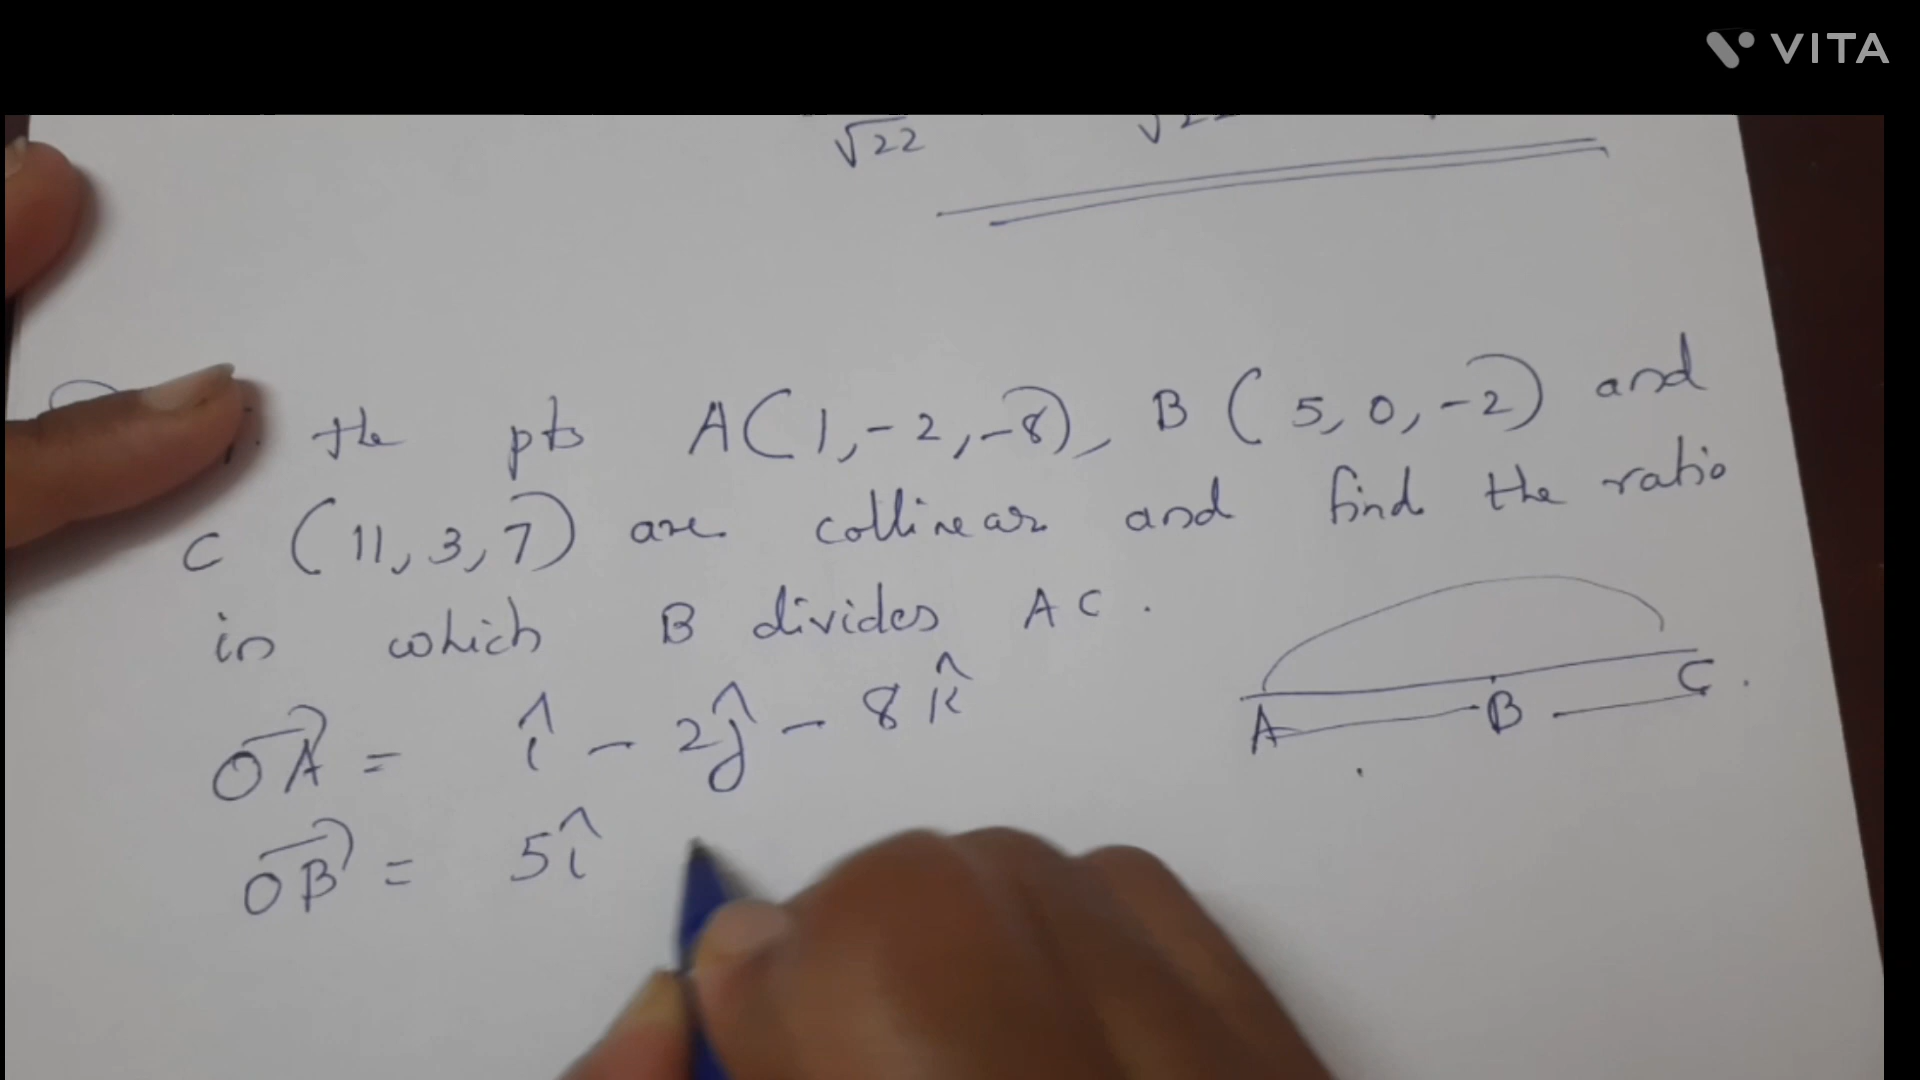 VITA
√22
the pts A(1,-2,-8), B(5,0,-2) and
C (11,3,7) are collinear and find the ratio
in which B divides AC.
OA⃗ = î - 2ĵ - 8k̂
A B C
OB⃗ = 5î